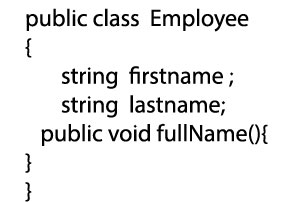 public class Employee
{
string firstname ;
string lastname;
public void fullName(){
}
}